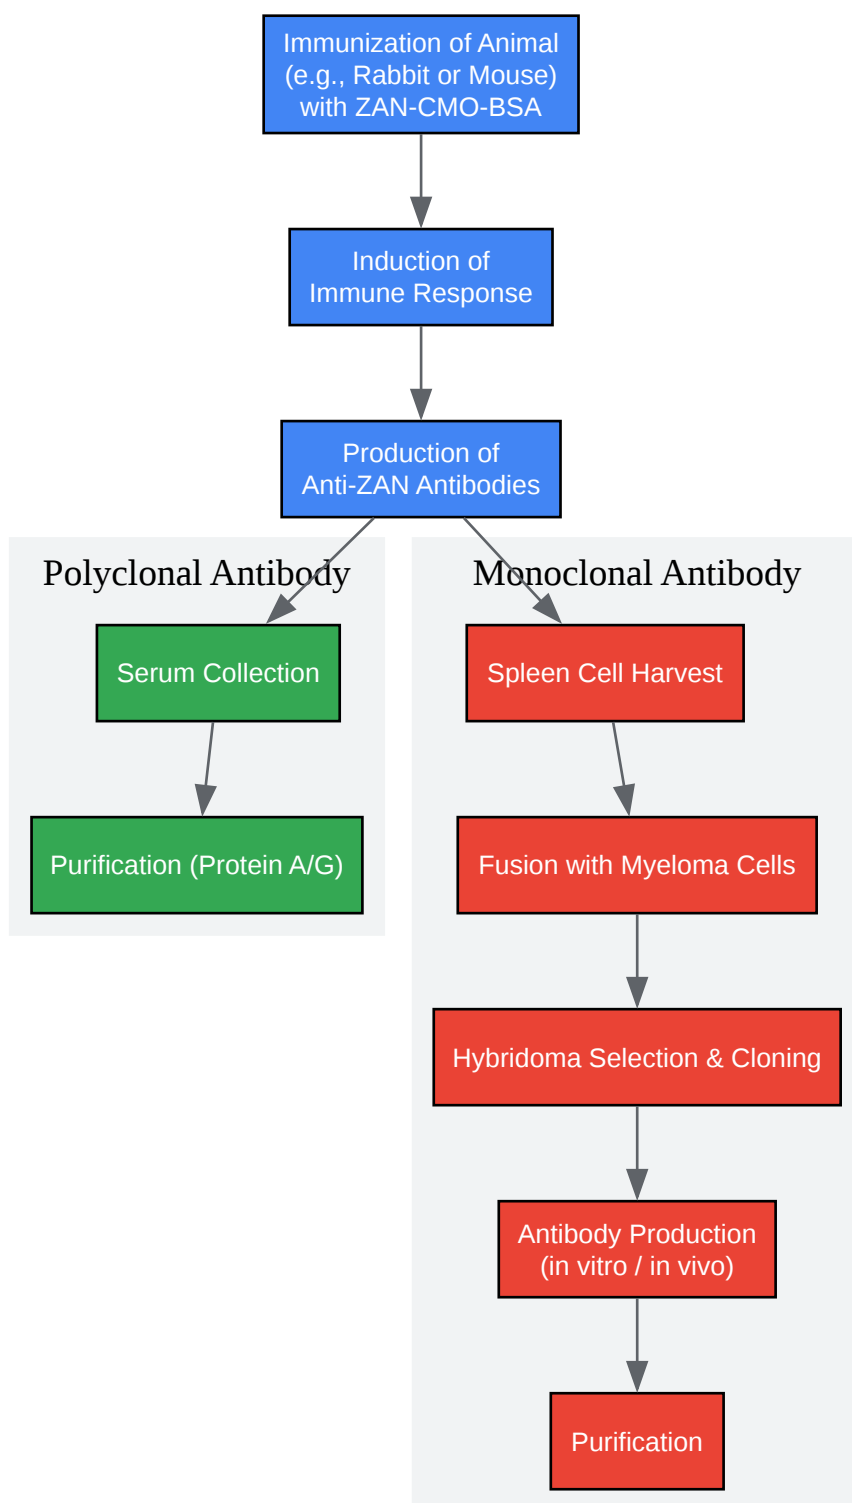 Immunization of Animal
(e.g., Rabbit or Mouse)
with ZAN-CMO-BSA
Induction of
Immune Response
Production of
Anti-ZAN Antibodies
Polyclonal Antibody
Serum Collection
Purification (Protein A/G)
Monoclonal Antibody
Spleen Cell Harvest
Fusion with Myeloma Cells
Hybridoma Selection & Cloning
Antibody Production
(in vitro / in vivo)
Purification